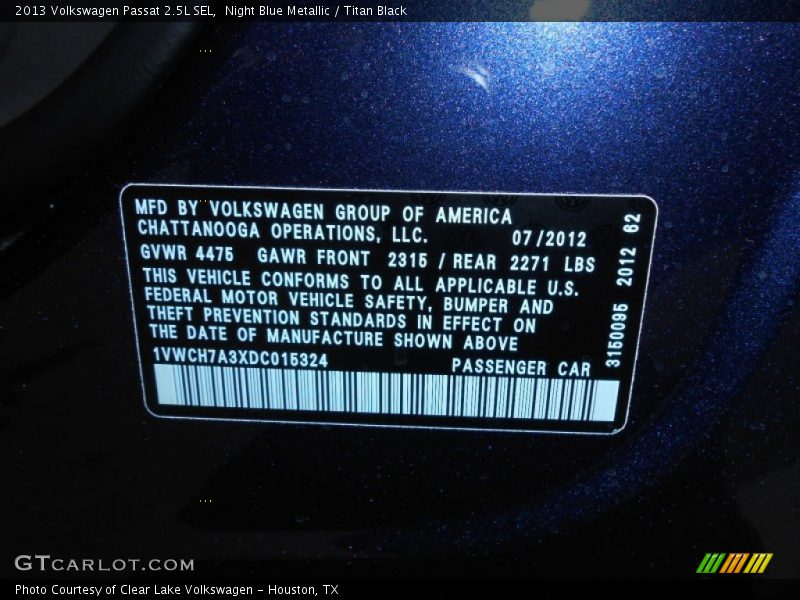 2013 Volkswagen Passat 2.5L SEL, Night Blue Metallic / Titan Black
MFD BY VOLKSWAGEN GROUP OF AMERICA
CHATTANOOGA OPERATIONS, LLC. 07/2012
GVWR 4475 GAWR FRONT 2315 / REAR 2271 LBS
THIS VEHICLE CONFORMS TO ALL APPLICABLE U.S.
FEDERAL MOTOR VEHICLE SAFETY, BUMPER AND
THEFT PREVENTION STANDARDS IN EFFECT ON
THE DATE OF MANUFACTURE SHOWN ABOVE
1VWCH7A3XDC015324 PASSENGER CAR
3150095 2012 62
GTCARLOT.COM
Photo Courtesy of Clear Lake Volkswagen - Houston, TX